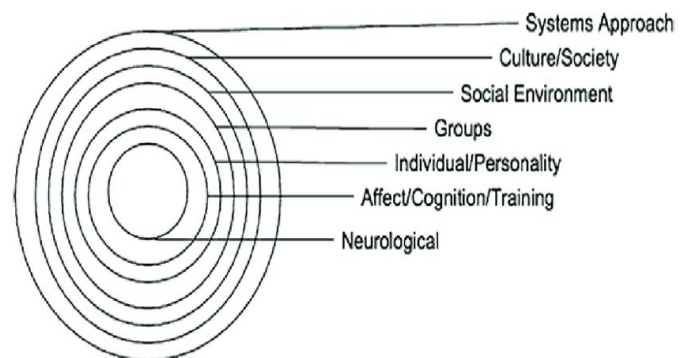 Systems Approach
Culture/Society
Social Environment
Groups
Individual/Personality
Affect/Cognition/Training
Neurological